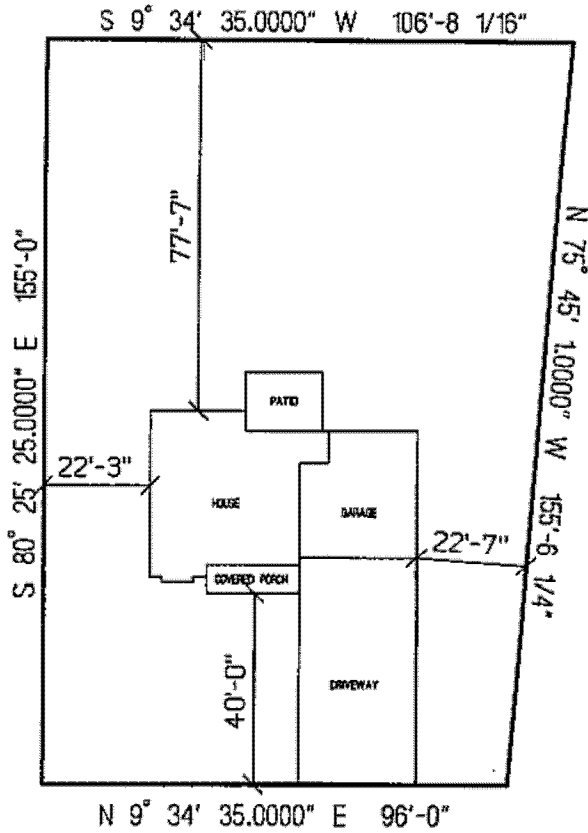 S 9° 34' 35.0000" W 106'-8 1/16"
77'-7"
N 75° 45' 1.0000" W 155'-6 1/4"
S 80° 25' 25.0000" E 155'-0"
PATIO
22'-3"
HOUSE
GARAGE
22'-7"
COVERED PORCH
40'-0"
DRIVEWAY
N 9° 34' 35.0000" E 96'-0"